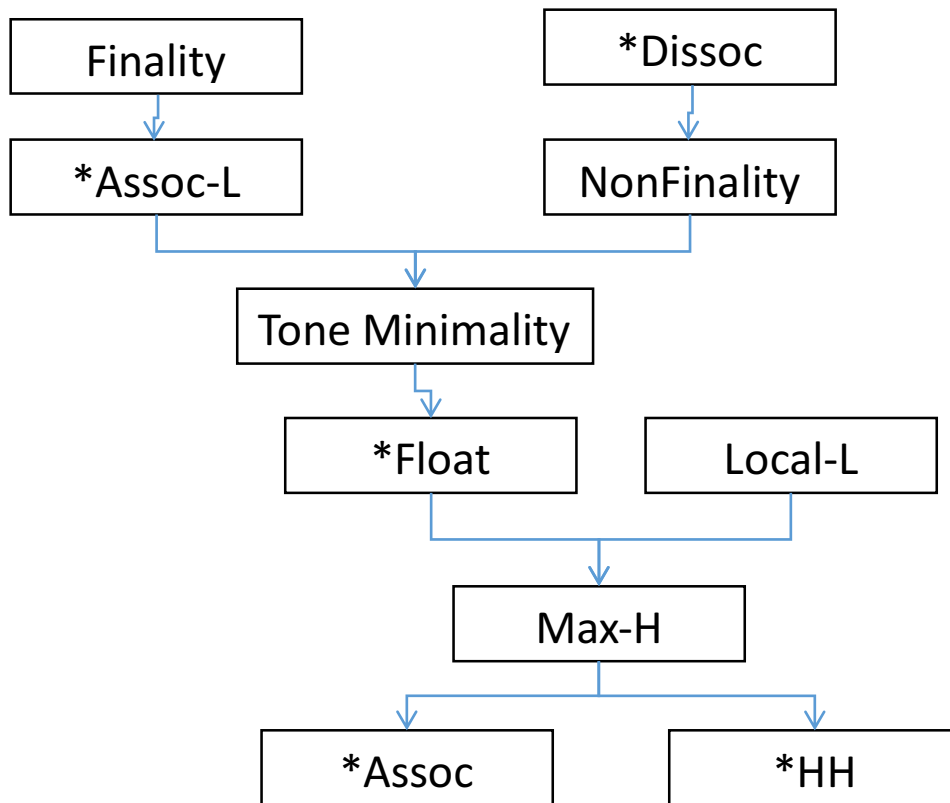 Finality
*Dissoc
*Assoc-L
NonFinality
Tone Minimality
*Float
Local-L
Max-H
*Assoc
*HH